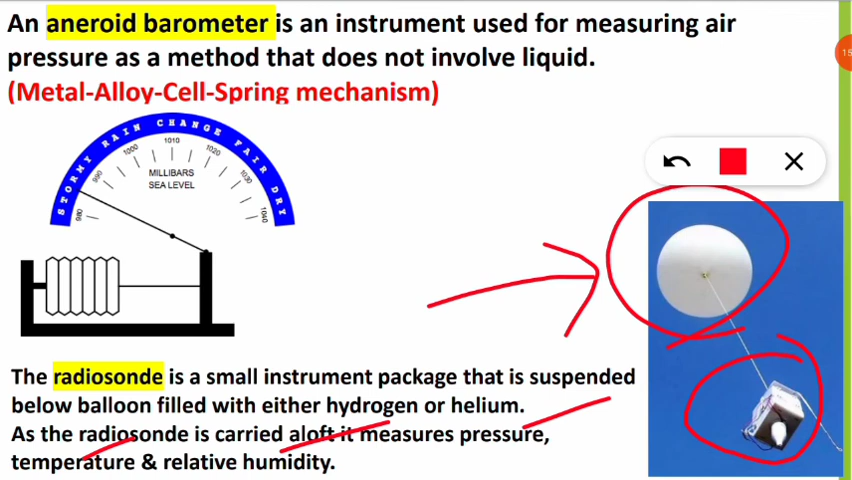 An aneroid barometer is an instrument used for measuring air
pressure as a method that does not involve liquid.
(Metal-Alloy-Cell-Spring mechanism)
STORMY RAIN CHANGE FAIR DRY
980 990 1000 1010 1020 1030 1040
MILLIBARS
SEA LEVEL
15
The radiosonde is a small instrument package that is suspended
below balloon filled with either hydrogen or helium.
As the radiosonde is carried aloft it measures pressure,
temperature & relative humidity.